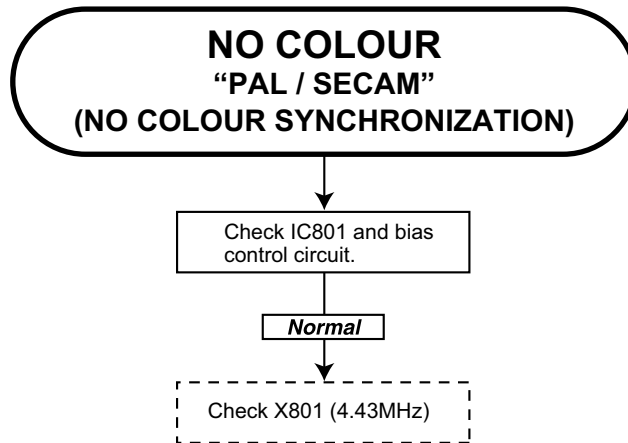 NO COLOUR
“PAL / SECAM”
(NO COLOUR SYNCHRONIZATION)
Check IC801 and bias
control circuit.
Normal
Check X801 (4.43MHz)